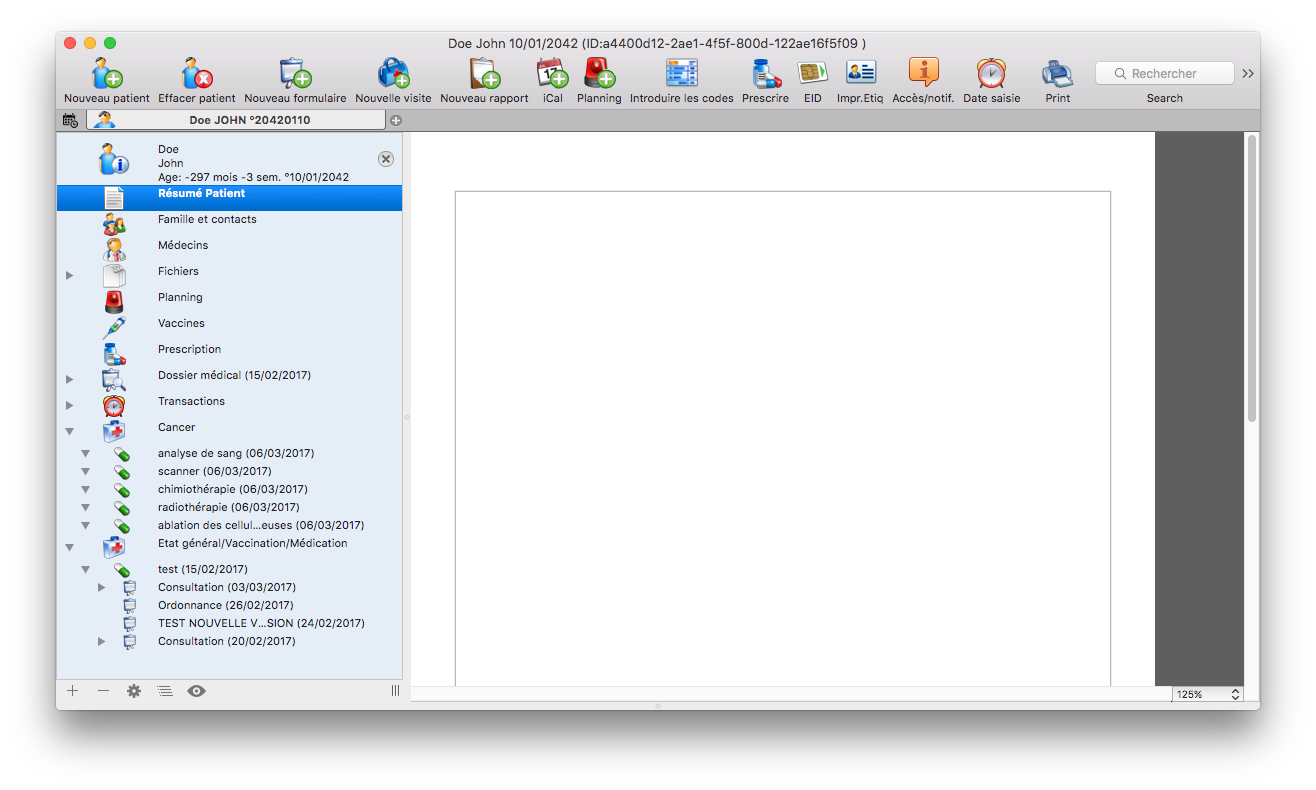 Doe John 10/01/2042 (ID:a4400d12-2ae1-4f5f-800d-122ae16f5f09 )
Nouveau patient Effacer patient Nouveau formulaire Nouvelle visite Nouveau rapport iCal Planning Introduire les codes Prescrire EID Impr.Etiq Accès/notif. Date saisie Print Search
17
Rechercher
Doe JOHN °20420110
Doe
John
Age: -297 mois -3 sem. °10/01/2042
Résumé Patient
Famille et contacts
Médecins
Fichiers
Planning
Vaccines
Prescription
Dossier médical (15/02/2017)
Transactions
Cancer
analyse de sang (06/03/2017)
scanner (06/03/2017)
chimiothérapie (06/03/2017)
radiothérapie (06/03/2017)
ablation des cellul...euses (06/03/2017)
Etat général/Vaccination/Médication
test (15/02/2017)
Consultation (03/03/2017)
Ordonnance (26/02/2017)
TEST NOUVELLE V...SION (24/02/2017)
Consultation (20/02/2017)
125%